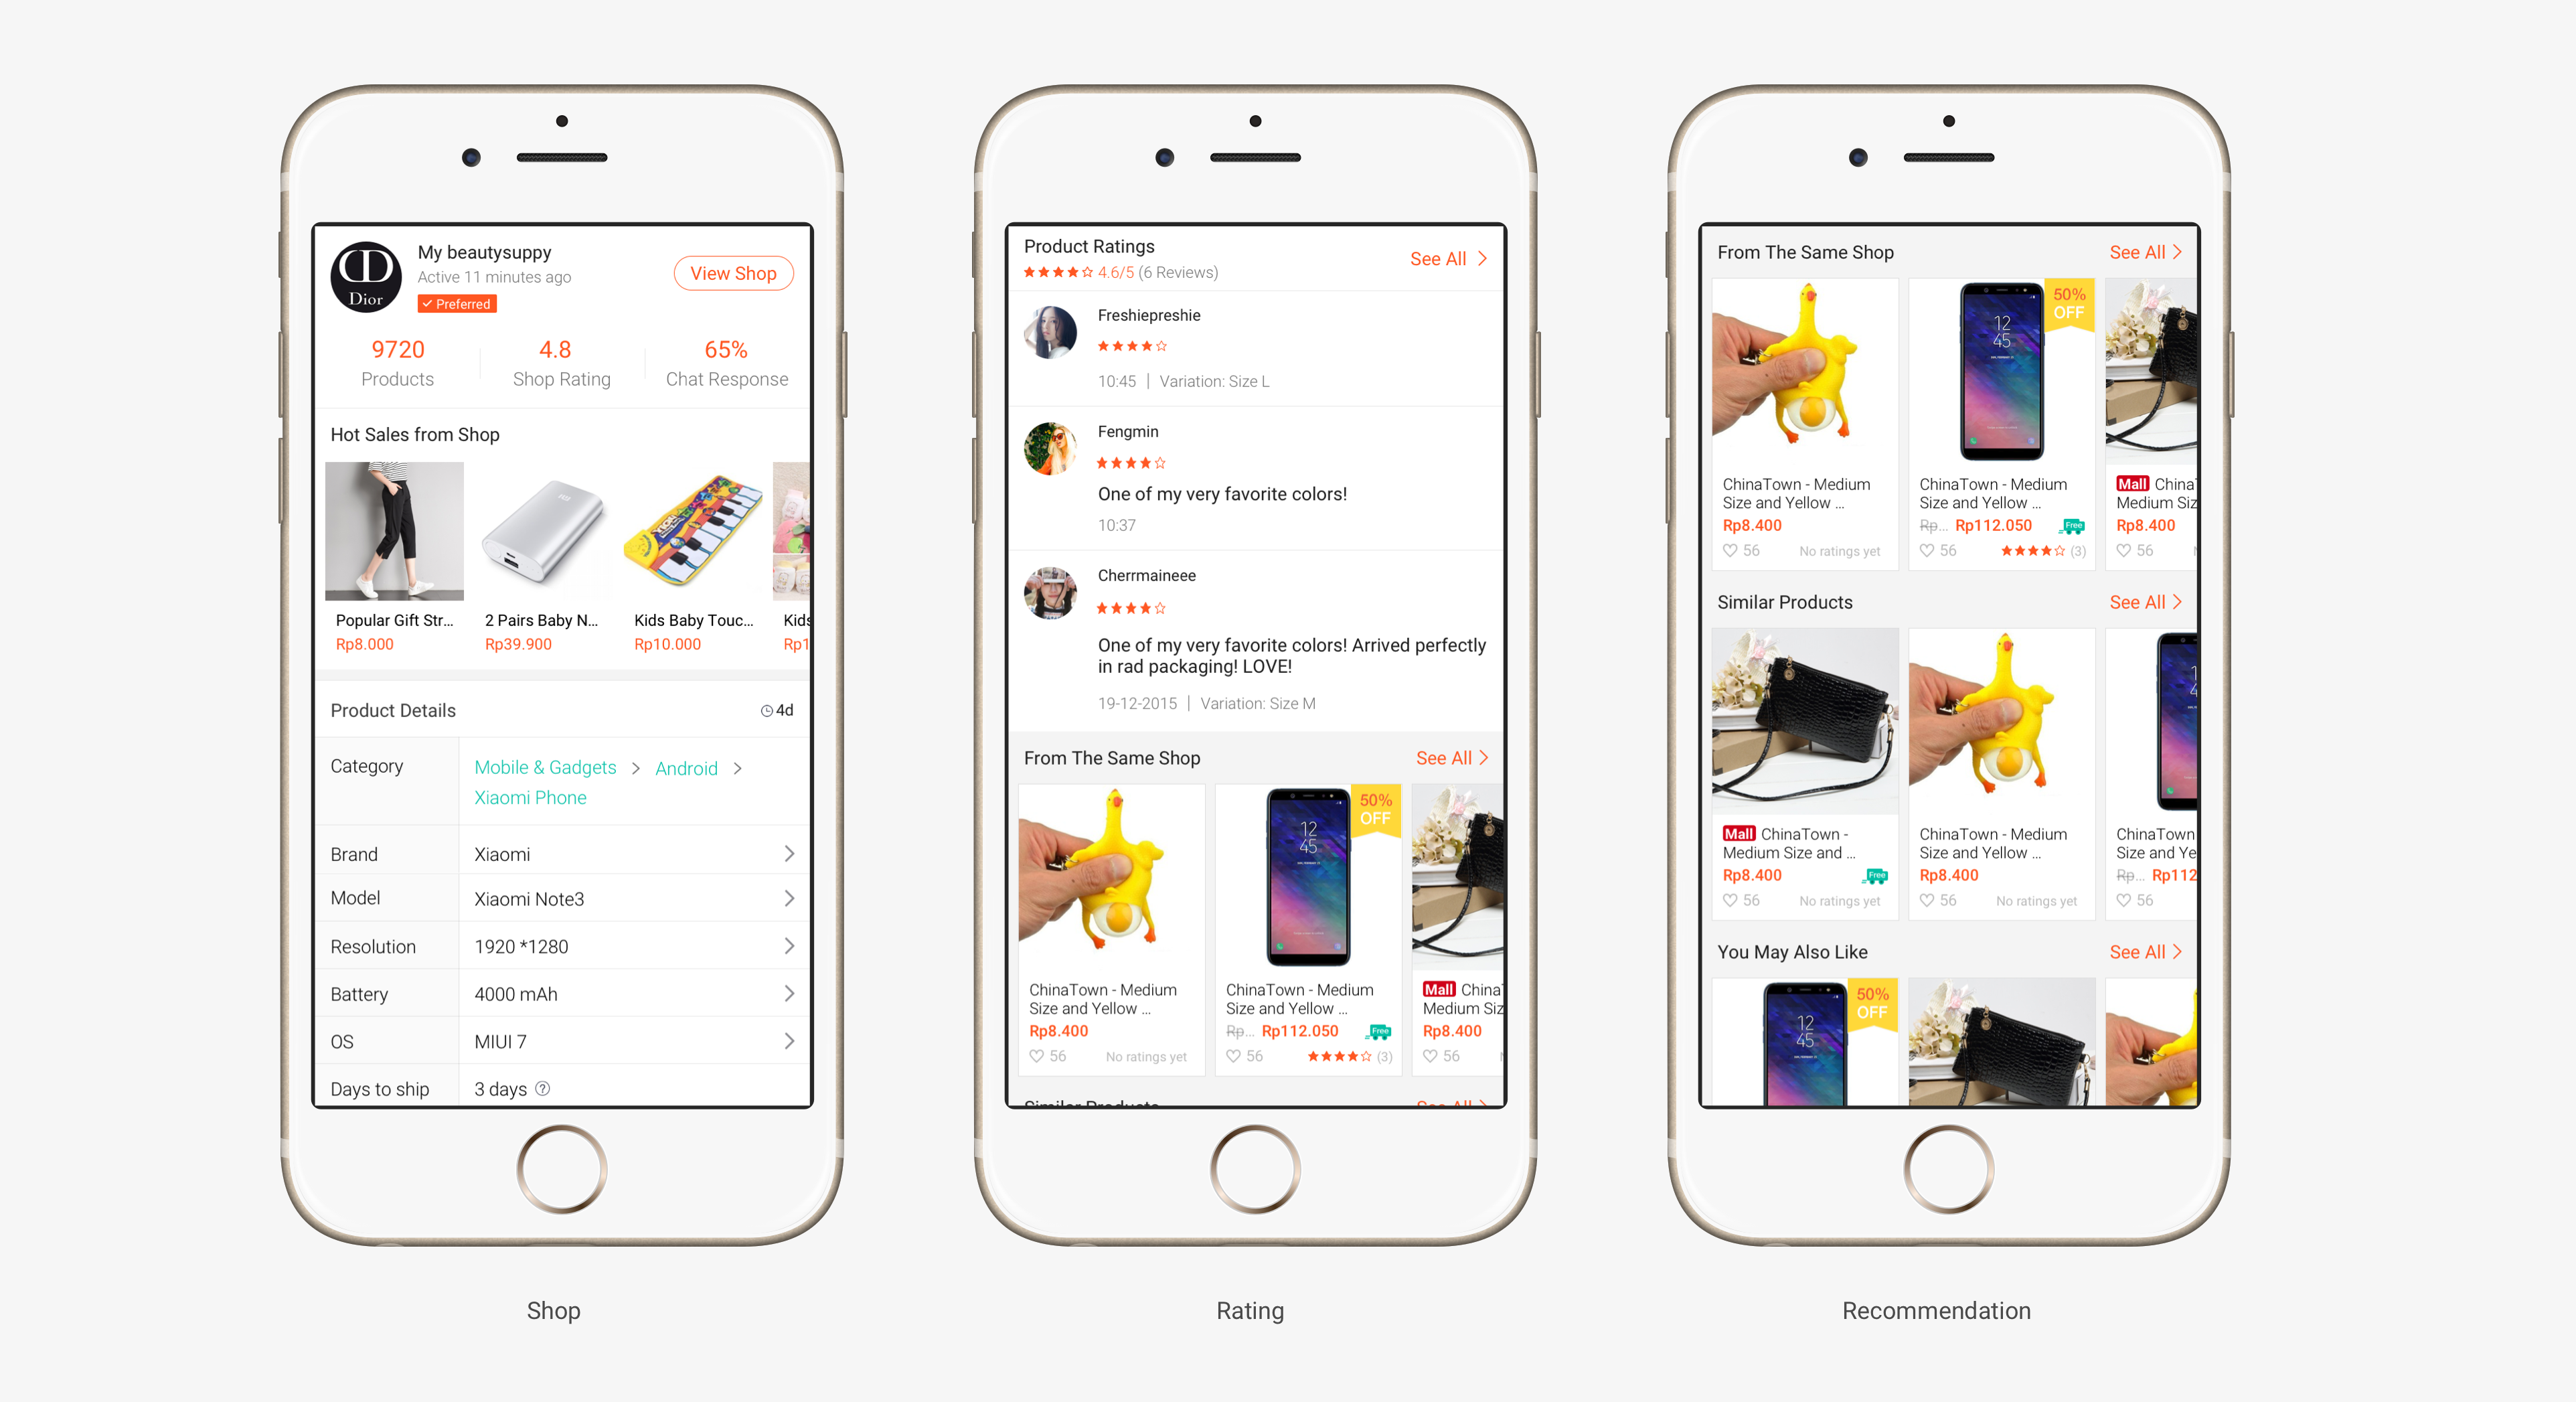 My beautysuppy
Active 11 minutes ago
Preferred
View Shop
Dior
9720
Products
4.8
Shop Rating
65%
Chat Response
Hot Sales from Shop
Popular Gift Str...
Rp8.000
2 Pairs Baby N...
Rp39.900
Kids Baby Touc...
Rp10.000
Kids
Rp1
Product Details
4d
Category
Mobile & Gadgets > Android >
Xiaomi Phone
Brand
Xiaomi
Model
Xiaomi Note3
Resolution
1920 *1280
Battery
4000 mAh
OS
MIUI 7
Days to ship
3 days ?
Shop
Product Ratings
4.6/5 (6 Reviews)
See All >
Freshiepreshie
10:45 | Variation: Size L
Fengmin
One of my very favorite colors!
10:37
Cherrmaineee
One of my very favorite colors! Arrived perfectly
in rad packaging! LOVE!
19-12-2015 | Variation: Size M
From The Same Shop
See All >
50%
OFF
12
45
ChinaTown - Medium
Size and Yellow ...
Rp8.400
56
No ratings yet
ChinaTown - Medium
Size and Yellow ...
Rp... Rp112.050
Free
56
(3)
Mall China
Medium Siz
Rp8.400
56
Similar Products
See All >
Rating
From The Same Shop
See All >
50%
OFF
12
45
ChinaTown - Medium
Size and Yellow ...
Rp8.400
56
No ratings yet
ChinaTown - Medium
Size and Yellow ...
Rp... Rp112.050
Free
56
(3)
Mall China
Medium Siz
Rp8.400
56
Similar Products
See All >
Mall ChinaTown -
Medium Size and ...
Rp8.400
Free
56
No ratings yet
ChinaTown - Medium
Size and Yellow ...
Rp8.400
56
No ratings yet
ChinaTown
Size and Ye
Rp... Rp112
56
You May Also Like
See All >
50%
OFF
12
45
Recommendation